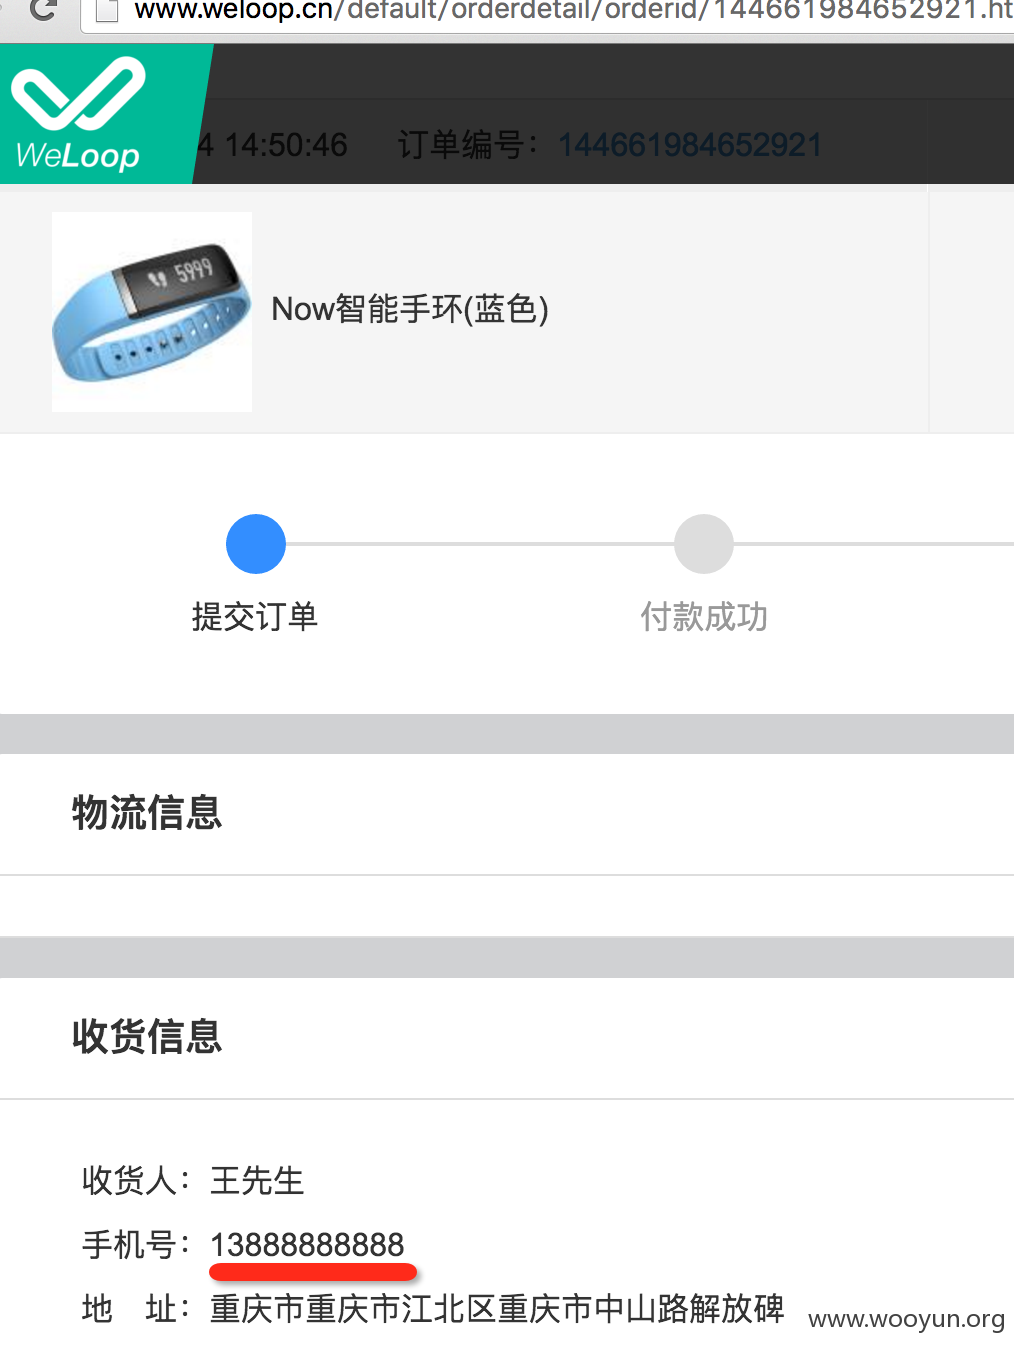 www.weloop.cn/default/orderdetail/orderid/144661984652921.ht
WeLoop
4 14:50:46 订单编号：144661984652921
5999
Now智能手环(蓝色)
提交订单 付款成功
物流信息
收货信息
收货人：王先生
手机号：13888888888
地 址：重庆市重庆市江北区重庆市中山路解放碑
www.wooyun.org